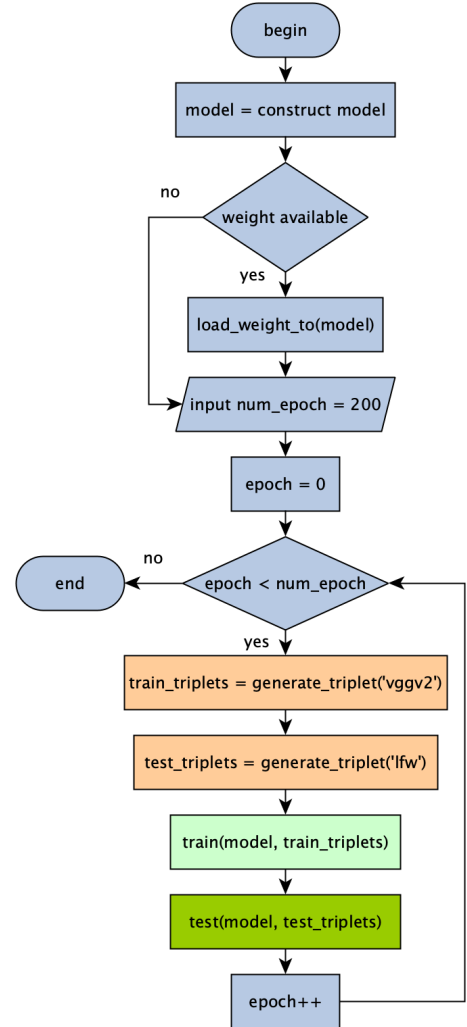 begin
model = construct model
no
weight available
yes
load_weight_to(model)
input num_epoch = 200
epoch = 0
no
end
epoch < num_epoch
yes
train_triplets = generate_triplet('vggv2')
test_triplets = generate_triplet('lfw')
train(model, train_triplets)
test(model, test_triplets)
epoch++